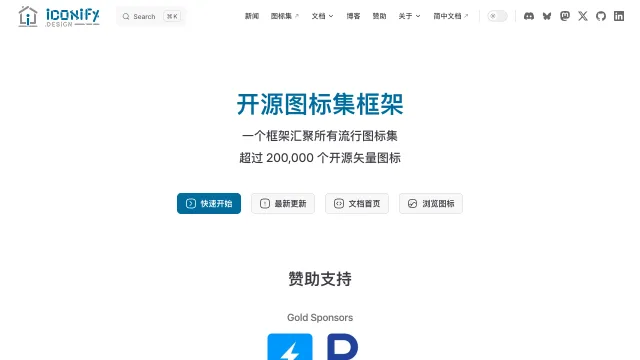 iCONiFY
.DESIGN
Search
⌘K
新闻
图标集
文档
博客
赞助
关于
简中文档
开源图标集框架
一个框架汇聚所有流行图标集
超过 200,000 个开源矢量图标
快速开始
最新更新
文档首页
浏览图标
赞助支持
Gold Sponsors